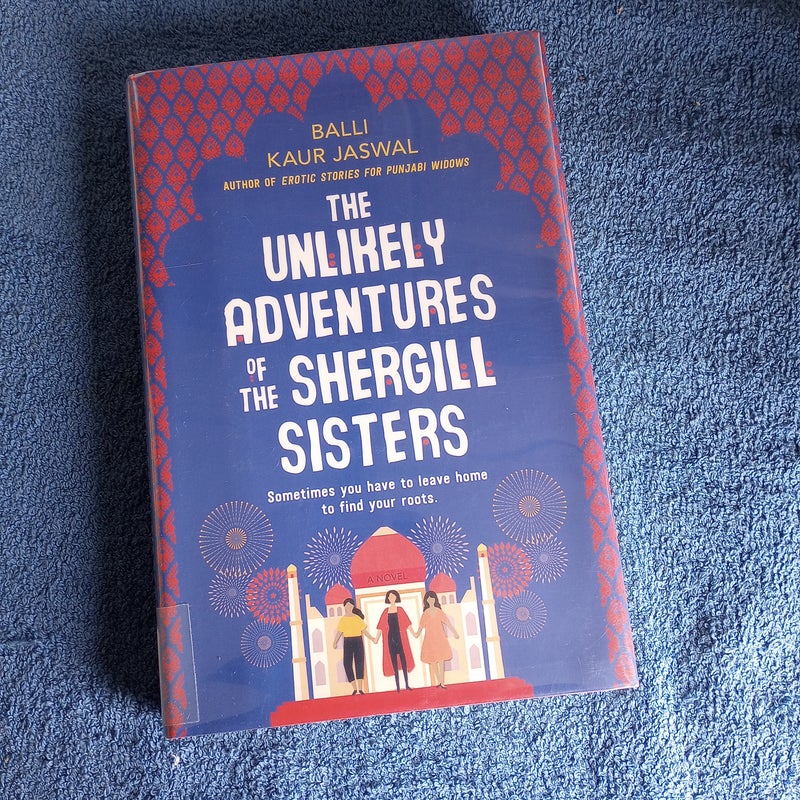 BALLI
KAUR JASWAL
AUTHOR OF EROTIC STORIES FOR PUNJABI WIDOWS
THE
UNLIKELY
ADVENTURES
OF
THE SHERGILL
SISTERS
Sometimes you have to leave home
to find your roots.
A NOVEL